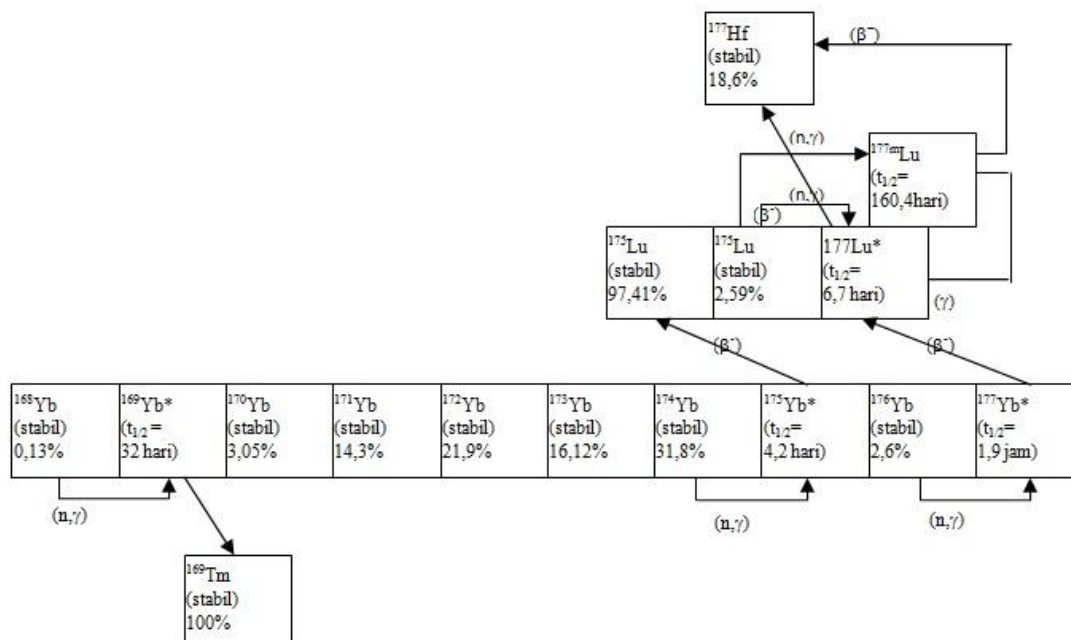 ¹⁷⁷Hf
(stabil)
18,6%
(β⁻)
(n,γ)
¹⁷⁷ᵐLu
(t₁/₂=
160,4hari)
(n,γ)
(β⁻)
¹⁷⁵Lu
(stabil)
97,41%
¹⁷⁵Lu
(stabil)
2,59%
177Lu*
(t₁/₂=
6,7 hari)
(γ)
(β⁻)
(β⁻)
¹⁶⁸Yb
(stabil)
0,13%
¹⁶⁹Yb*
(t₁/₂ =
32 hari)
¹⁷⁰Yb
(stabil)
3,05%
¹⁷¹Yb
(stabil)
14,3%
¹⁷²Yb
(stabil)
21,9%
¹⁷³Yb
(stabil)
16,12%
¹⁷⁴Yb
(stabil)
31,8%
¹⁷⁵Yb*
(t₁/₂=
4,2 hari)
¹⁷⁶Yb
(stabil)
2,6%
¹⁷⁷Yb*
(t₁/₂=
1,9 jam)
(n,γ)
(n,γ)
(n,γ)
¹⁶⁹Tm
(stabil)
100%